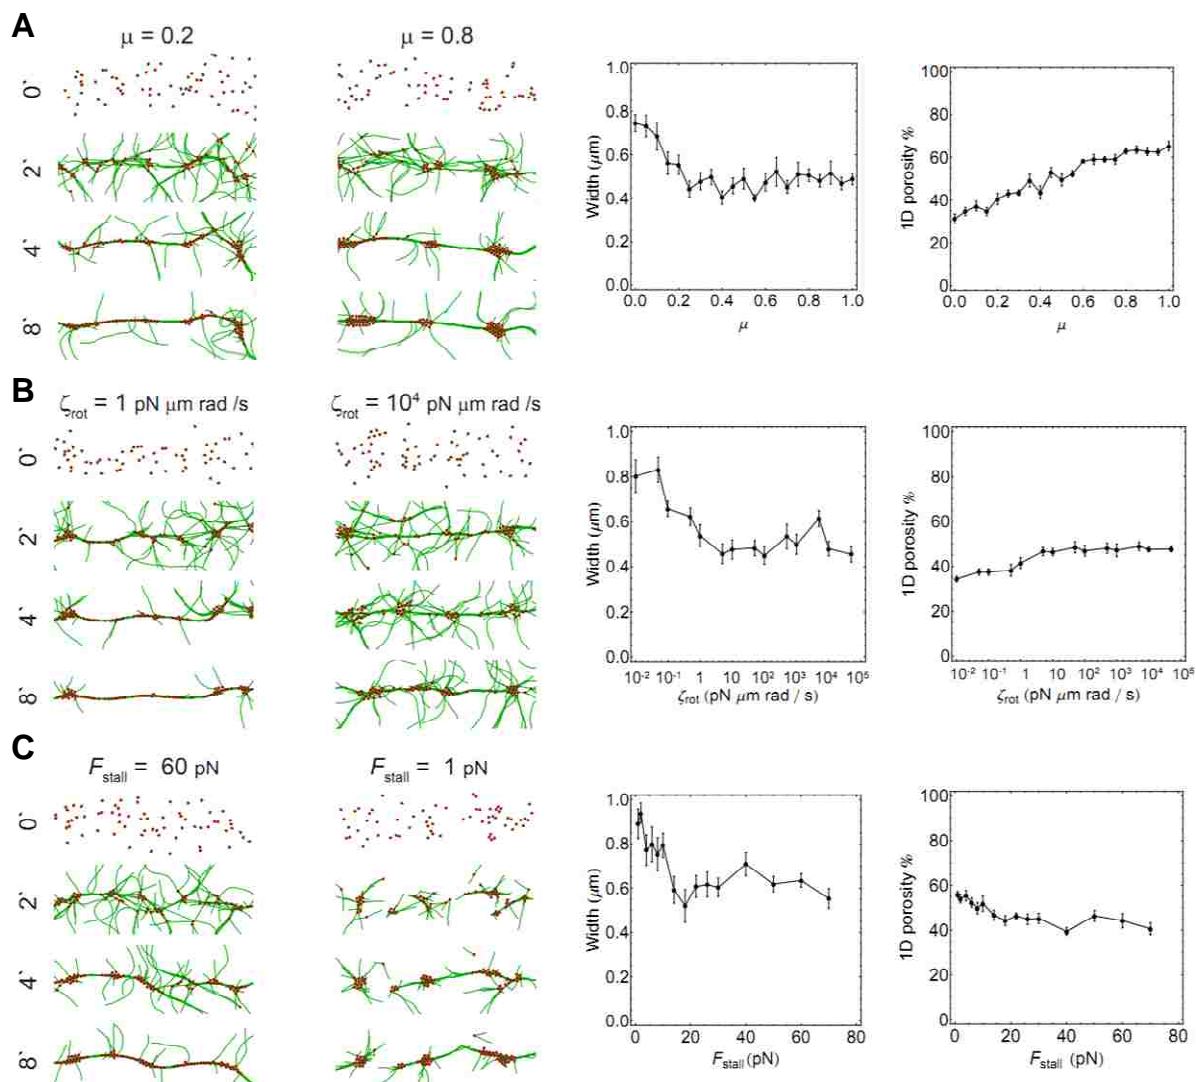 A
μ = 0.2
μ = 0.8
0`
2`
4`
8`
Width (μm)
1.0
0.8
0.6
0.4
0.2
0.0
0.0 0.2 0.4 0.6 0.8 1.0
μ
1D porosity %
100
80
60
40
20
0
0.0 0.2 0.4 0.6 0.8 1.0
μ
B
ζrot = 1 pN μm rad /s
ζrot = 10⁴ pN μm rad /s
0`
2`
4`
8`
Width (μm)
1.0
0.8
0.6
0.4
0.2
0.0
10⁻² 10⁻¹ 1 10 10² 10³ 10⁴ 10⁵
ζrot (pN μm rad / s)
1D porosity %
100
80
60
40
20
0
10⁻² 10⁻¹ 1 10 10² 10³ 10⁴ 10⁵
ζrot (pN μm rad / s)
C
Fstall = 60 pN
Fstall = 1 pN
0`
2`
4`
8`
Width (μm)
1.0
0.8
0.6
0.4
0.2
0.0
0 20 40 60 80
Fstall (pN)
1D porosity %
100
80
60
40
20
0
0 20 40 60 80
Fstall (pN)